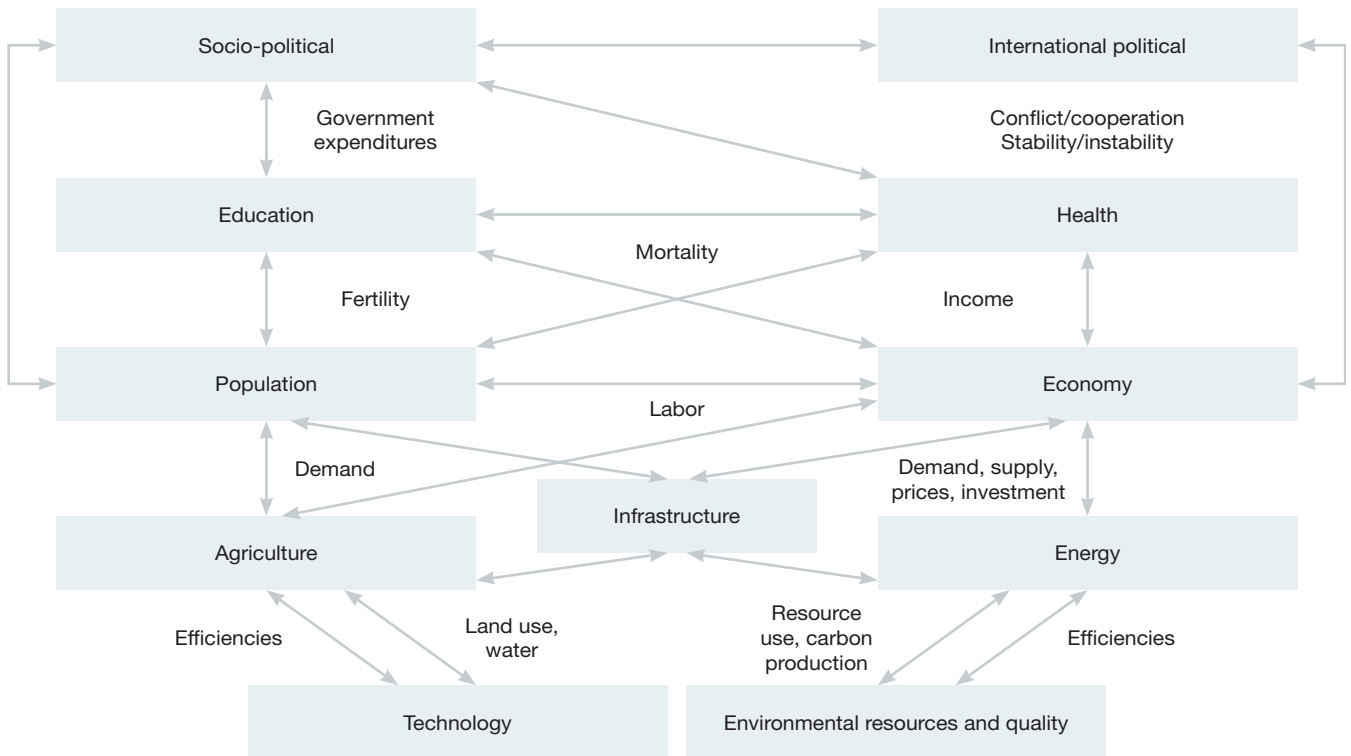 Socio-political
International political
Government
expenditures
Conflict/cooperation
Stability/instability
Education
Health
Mortality
Fertility
Income
Population
Economy
Labor
Demand
Demand, supply,
prices, investment
Infrastructure
Agriculture
Energy
Efficiencies
Land use,
water
Resource
use, carbon
production
Efficiencies
Technology
Environmental resources and quality